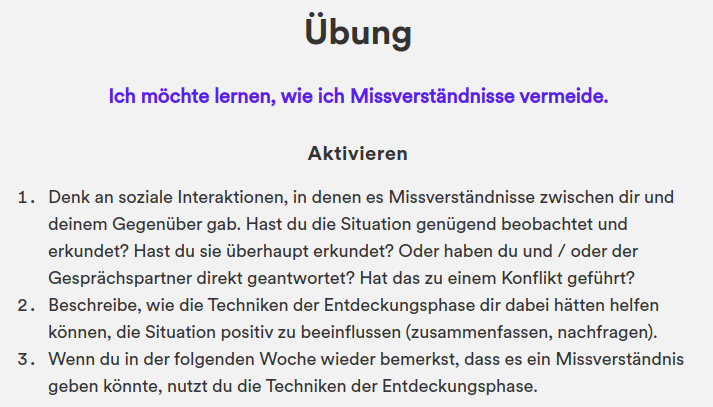 Übung
Ich möchte lernen, wie ich Missverständnisse vermeide.
Aktivieren
1. Denk an soziale Interaktionen, in denen es Missverständnisse zwischen dir und
deinem Gegenüber gab. Hast du die Situation genügend beobachtet und
erkundet? Hast du sie überhaupt erkundet? Oder haben du und / oder der
Gesprächspartner direkt geantwortet? Hat das zu einem Konflikt geführt?
2. Beschreibe, wie die Techniken der Entdeckungsphase dir dabei hätten helfen
können, die Situation positiv zu beeinflussen (zusammenfassen, nachfragen).
3. Wenn du in der folgenden Woche wieder bemerkst, dass es ein Missverständnis
geben könnte, nutzt du die Techniken der Entdeckungsphase.